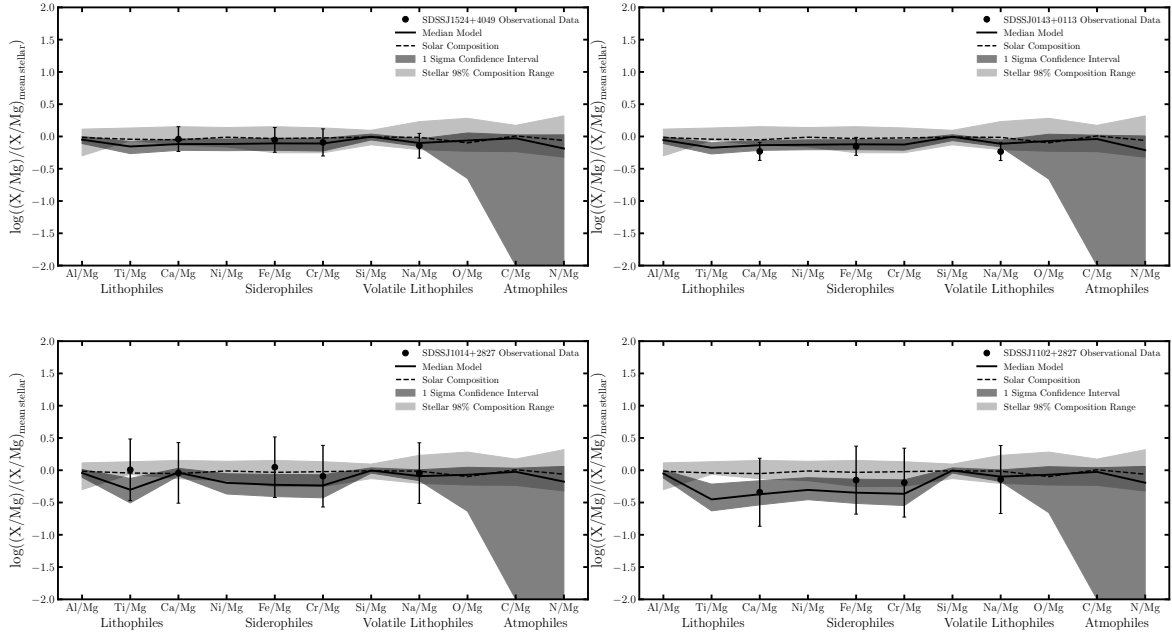 SDSSJ1524+4049 Observational Data
Median Model
Solar Composition
1 Sigma Confidence Interval
Stellar 98% Composition Range
log((X/Mg)/(X/Mg)mean stellar)
2.0
1.5
1.0
0.5
0.0
−0.5
−1.0
−1.5
−2.0
Al/Mg Ti/Mg Ca/Mg Ni/Mg Fe/Mg Cr/Mg Si/Mg Na/Mg O/Mg C/Mg N/Mg
Lithophiles Siderophiles Volatile Lithophiles Atmophiles
SDSSJ0143+0113 Observational Data
Median Model
Solar Composition
1 Sigma Confidence Interval
Stellar 98% Composition Range
log((X/Mg)/(X/Mg)mean stellar)
2.0
1.5
1.0
0.5
0.0
−0.5
−1.0
−1.5
−2.0
Al/Mg Ti/Mg Ca/Mg Ni/Mg Fe/Mg Cr/Mg Si/Mg Na/Mg O/Mg C/Mg N/Mg
Lithophiles Siderophiles Volatile Lithophiles Atmophiles
SDSSJ1014+2827 Observational Data
Median Model
Solar Composition
1 Sigma Confidence Interval
Stellar 98% Composition Range
log((X/Mg)/(X/Mg)mean stellar)
2.0
1.5
1.0
0.5
0.0
−0.5
−1.0
−1.5
−2.0
Al/Mg Ti/Mg Ca/Mg Ni/Mg Fe/Mg Cr/Mg Si/Mg Na/Mg O/Mg C/Mg N/Mg
Lithophiles Siderophiles Volatile Lithophiles Atmophiles
SDSSJ1102+2827 Observational Data
Median Model
Solar Composition
1 Sigma Confidence Interval
Stellar 98% Composition Range
log((X/Mg)/(X/Mg)mean stellar)
2.0
1.5
1.0
0.5
0.0
−0.5
−1.0
−1.5
−2.0
Al/Mg Ti/Mg Ca/Mg Ni/Mg Fe/Mg Cr/Mg Si/Mg Na/Mg O/Mg C/Mg N/Mg
Lithophiles Siderophiles Volatile Lithophiles Atmophiles